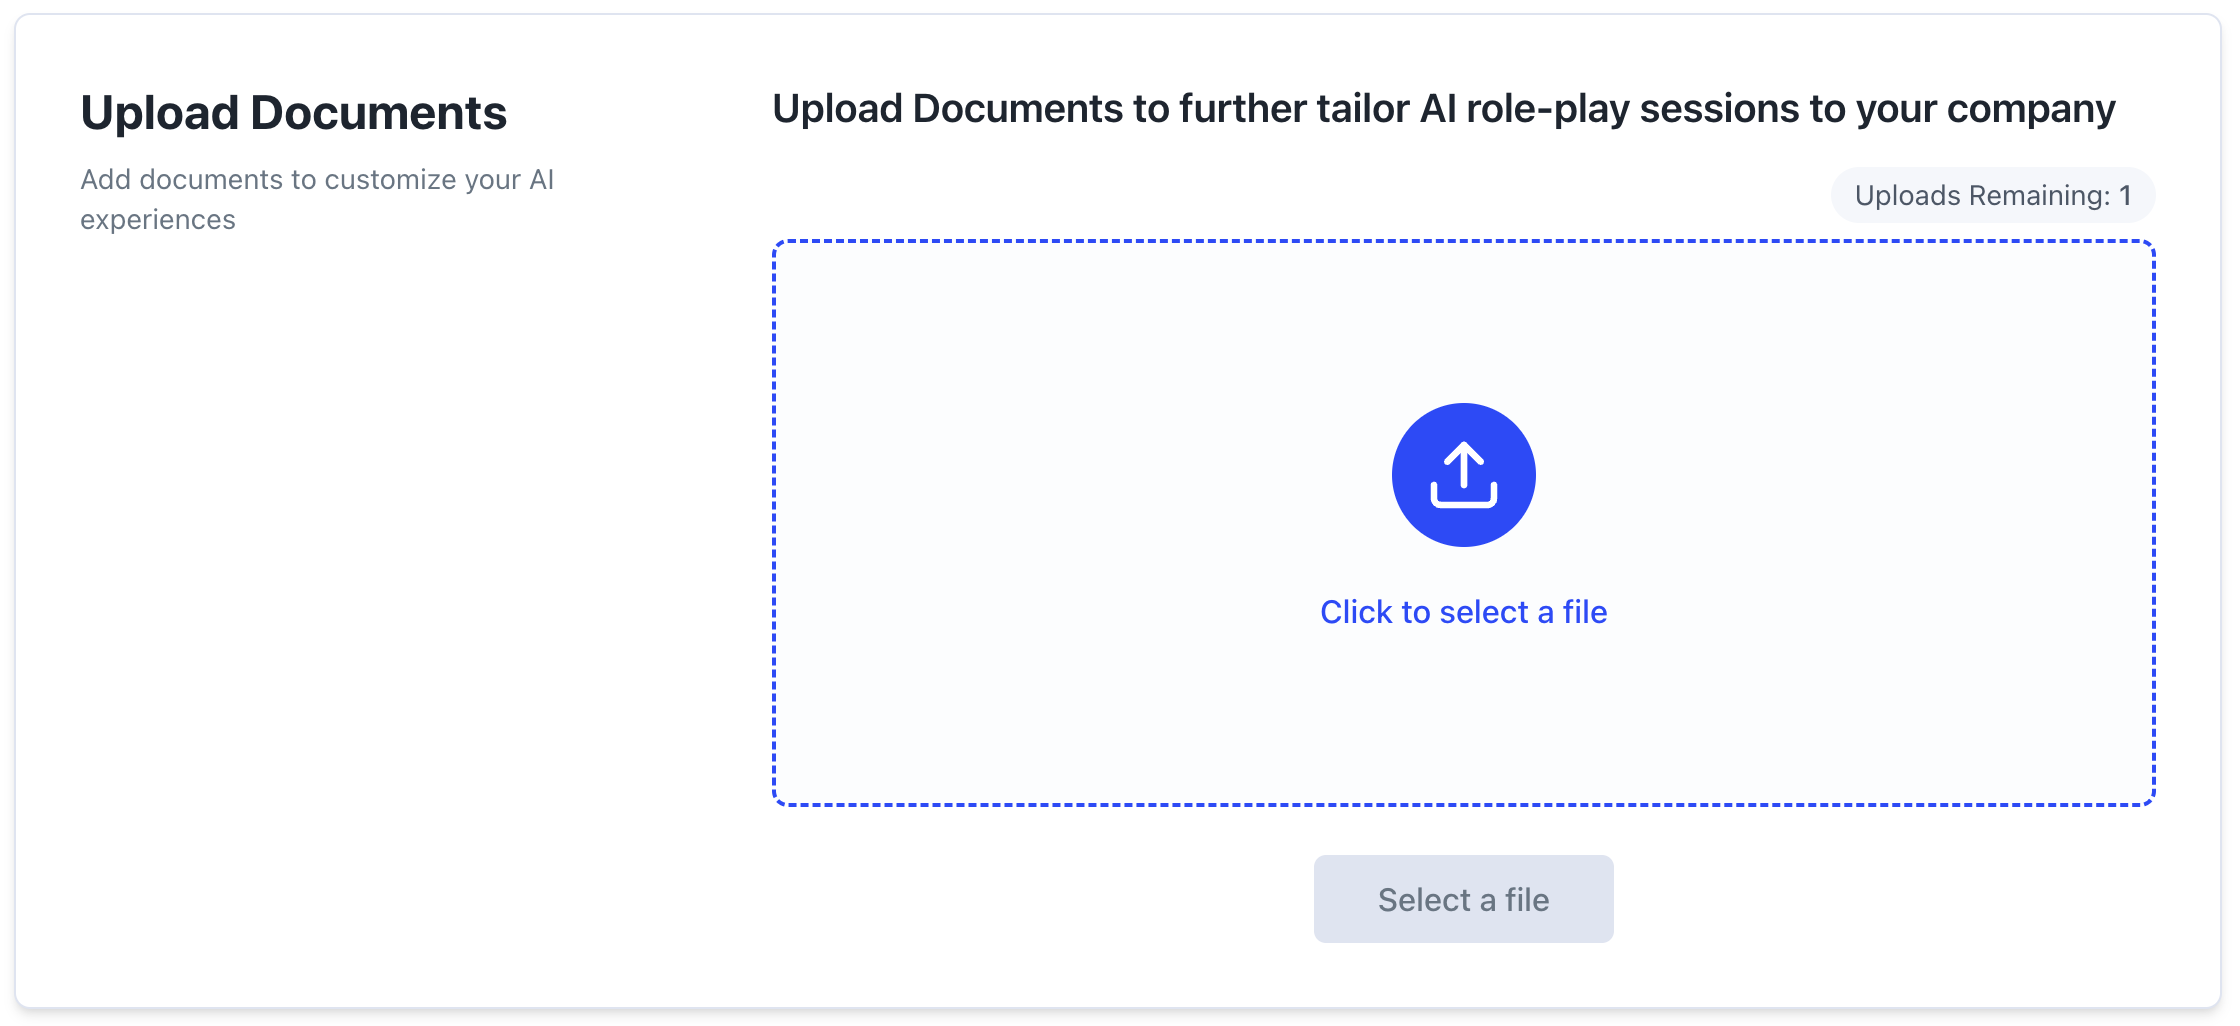 Upload Documents
Add documents to customize your AI
experiences
Upload Documents to further tailor AI role-play sessions to your company
Uploads Remaining: 1
Click to select a file
Select a file